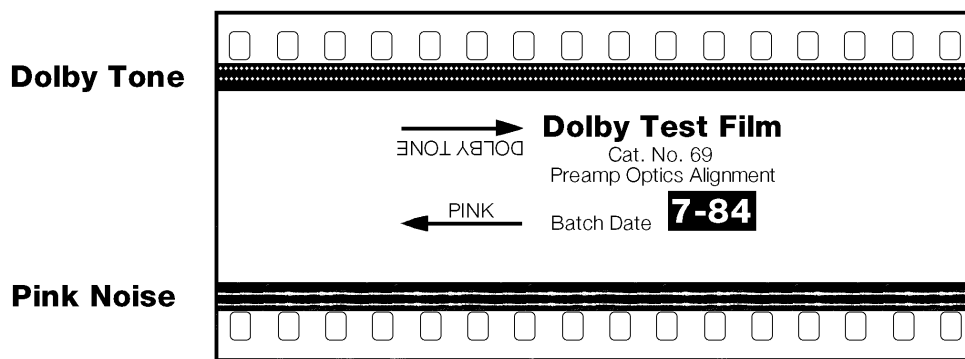 Dolby Tone
Dolby Test Film
DOLBY TONE
Cat. No. 69
Preamp Optics Alignment
PINK
Batch Date 7-84
Pink Noise